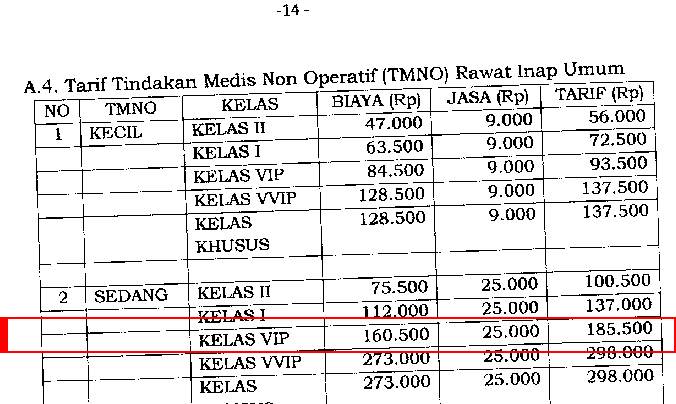 -14 -
A.4. Tarif Tindakan Medis Non Operatif (TMNO) Rawat Inap Umum
NO TMNO KELAS BIAYA (Rp) JASA (Rp) TARIF (Rp)
1 KECIL KELAS II 47.000 9.000 56.000
KELAS I 63.500 9.000 72.500
KELAS VIP 84.500 9.000 93.500
KELAS VVIP 128.500 9.000 137.500
KELAS 128.500 9.000 137.500
KHUSUS
2 SEDANG KELAS II 75.500 25.000 100.500
KELAS I 112.000 25.000 137.000
KELAS VIP 160.500 25.000 185.500
KELAS VVIP 273.000 25.000 298.000
KELAS 273.000 25.000 298.000